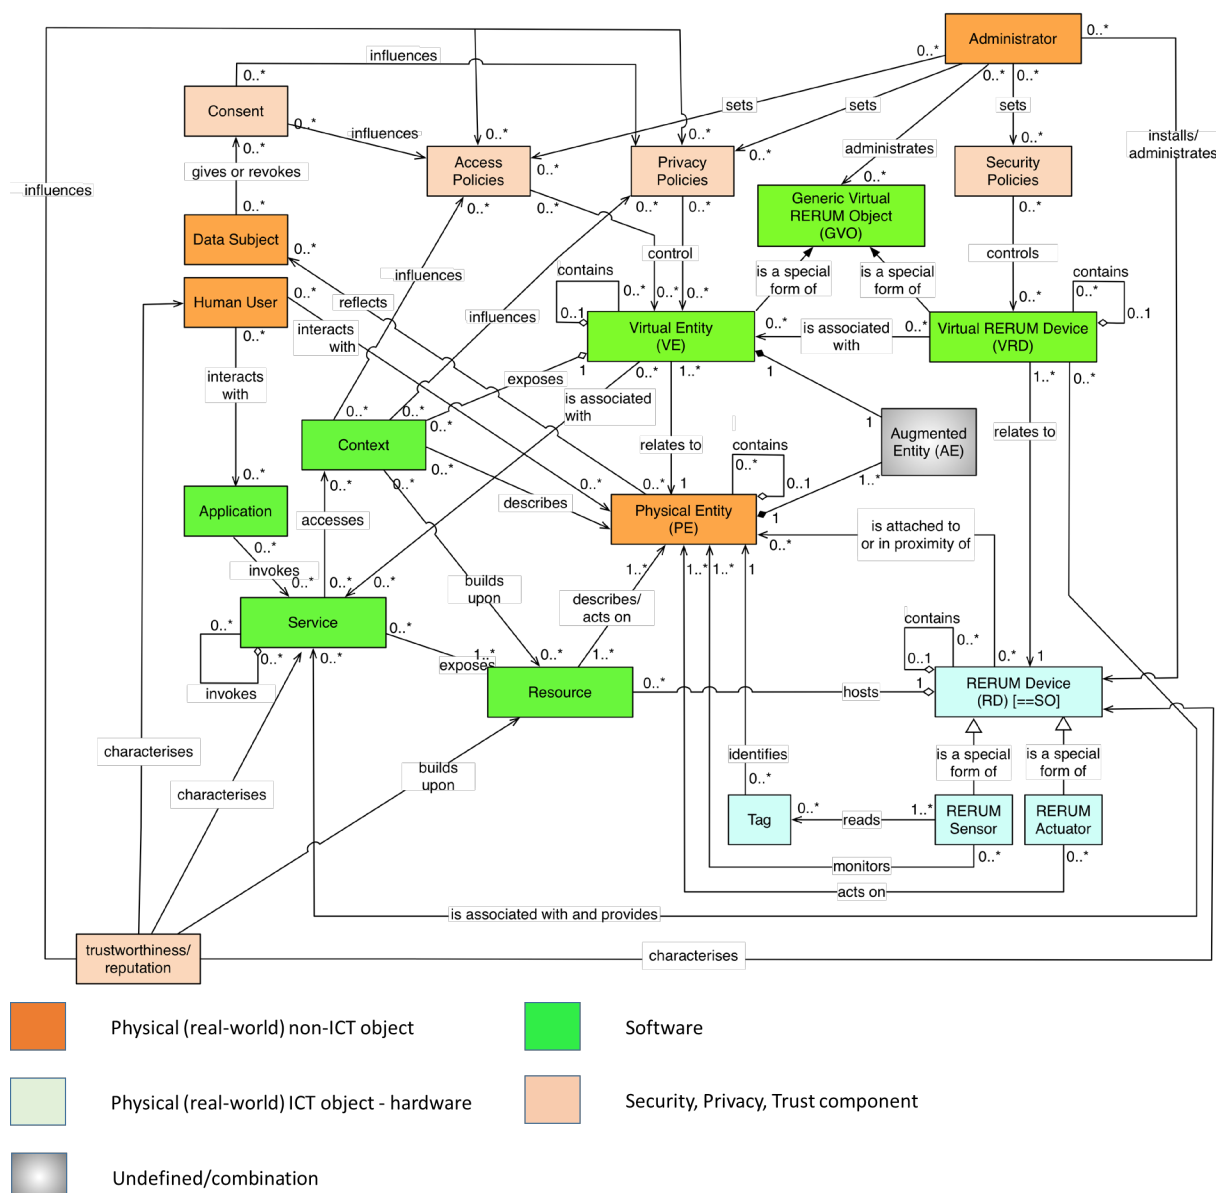 0..*
Administrator
0..*
influences
0..*
0..*
0..*
0..*
Consent
sets
sets
sets
0..*
influences
0..*
0..*
0..*
installs/
administrates
0..*
Access
Policies
0..*
Privacy
Policies
0..*
administrates
Security
Policies
gives or revokes
0..*
influences
0..*
0..*
0..*
0..*
0..*
0..*
Generic Virtual
RERUM Object
(GVO)
Data Subject
0..*
control
controls
influences
contains
is a special
form of
is a special
form of
contains
Human User
0..*
reflects
0..*
0..*
0..*
0..*
0..*
interacts
with
influences
0..1
Virtual Entity
(VE)
0..*
is associated
with
0..*
Virtual RERUM Device
(VRD)
0..1
0..*
interacts
with
exposes
1
0..*
1..*
1
1..*
0..*
is associated
with
0..*
0..*
0..*
1
Augmented
Entity (AE)
relates to
Context
relates to
contains
0..*
0..*
0..*
0..*
describes
0..*
0..*
1
0..1
1..*
0..*
Application
accesses
Physical Entity
(PE)
1
is attached to
or in proximity of
0..*
0..*
invokes
0..*
0..*
0..*
builds
upon
1..*
1..*
1..*
1
describes/
acts on
Service
0..*
0..*
contains
0..*
0..*
0..*
exposes
1..*
0..*
1..*
0..1
0..*
1
invokes
Resource
0..*
hosts
1
RERUM Device
(RD) [==SO]
characterises
identifies
is a special
form of
is a special
form of
builds
upon
0..*
characterises
Tag
0..*
reads
1..*
RERUM
Sensor
RERUM
Actuator
monitors
0..*
0..*
acts on
is associated with and provides
trustworthiness/
reputation
characterises
Physical (real-world) non-ICT object
Software
Physical (real-world) ICT object - hardware
Security, Privacy, Trust component
Undefined/combination